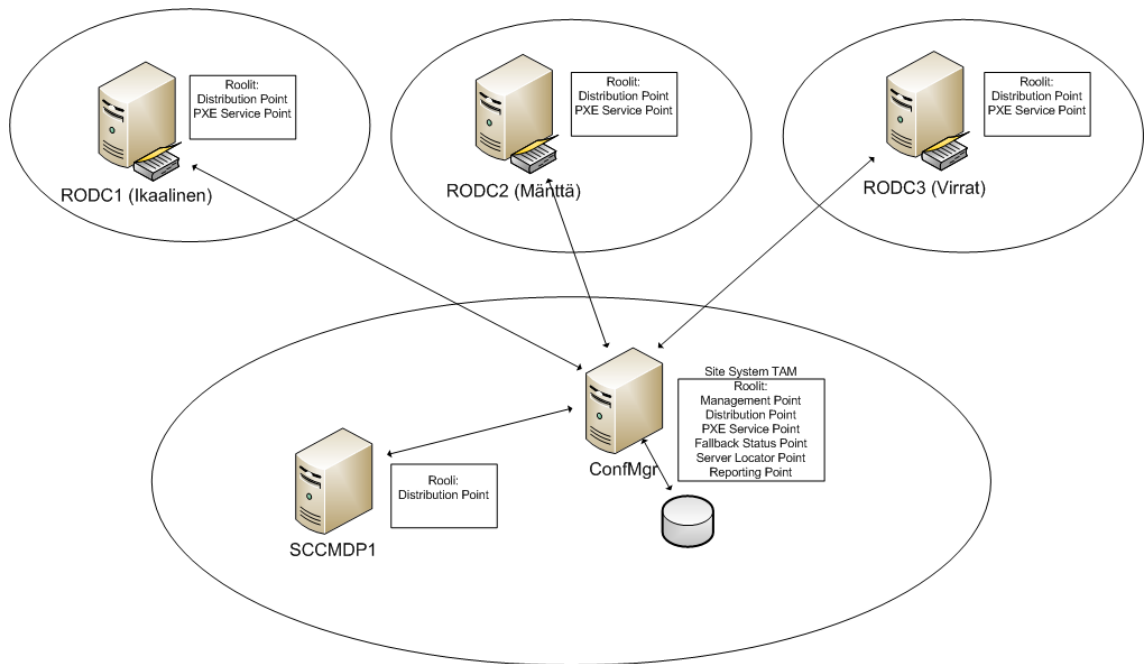 Roolit:
Distribution Point
PXE Service Point
RODC1 (Ikaalinen)
Roolit:
Distribution Point
PXE Service Point
RODC2 (Mänttä)
Roolit:
Distribution Point
PXE Service Point
RODC3 (Virrat)
Site System TAM
Roolit:
Management Point
Distribution Point
PXE Service Point
Fallback Status Point
Server Locator Point
Reporting Point
ConfMgr
Rooli:
Distribution Point
SCCMDP1